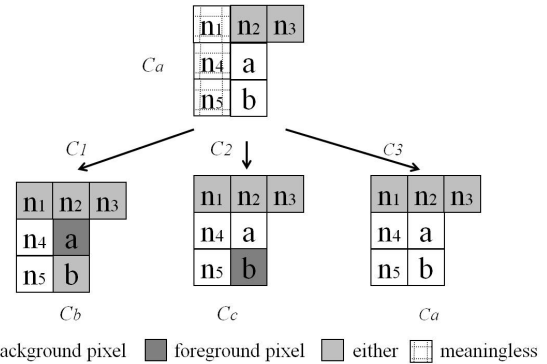 n1 n2 n3
Ca n4 a
n5 b
C1 C2 C3
n1 n2 n3 n1 n2 n3 n1 n2 n3
n4 a n4 a n4 a
n5 b n5 b n5 b
Cb Cc Ca
ackground pixel foreground pixel either meaningless